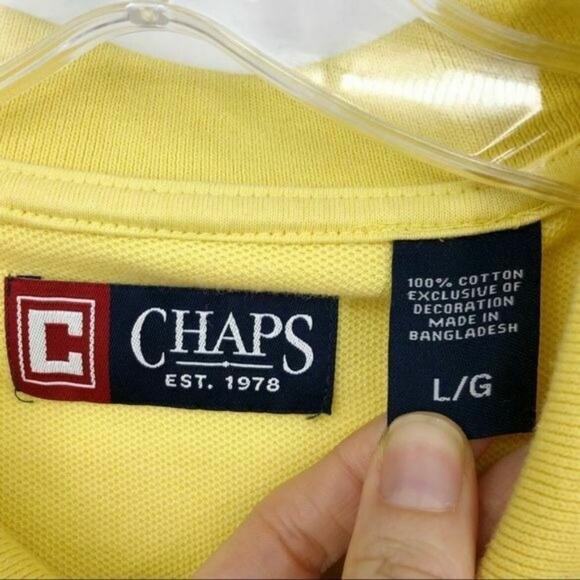 C
CHAPS
EST. 1978
100% COTTON
EXCLUSIVE OF
DECORATION
MADE IN
BANGLADESH
L/G